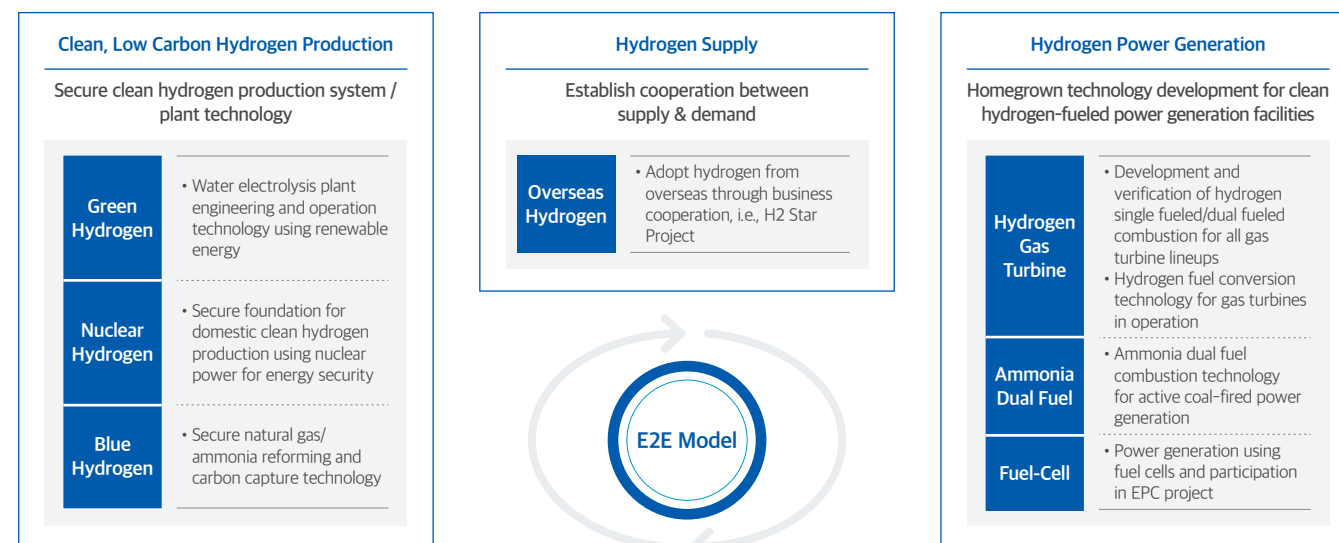 Clean, Low Carbon Hydrogen Production
Secure clean hydrogen production system /
plant technology
Green
Hydrogen
• Water electrolysis plant
engineering and operation
technology using renewable
energy
Nuclear
Hydrogen
• Secure foundation for
domestic clean hydrogen
production using nuclear
power for energy security
Blue
Hydrogen
• Secure natural gas/
ammonia reforming and
carbon capture technology
Hydrogen Supply
Establish cooperation between
supply & demand
Overseas
Hydrogen
• Adopt hydrogen from
overseas through business
cooperation, i.e., H2 Star
Project
E2E Model
Hydrogen Power Generation
Homegrown technology development for clean
hydrogen-fueled power generation facilities
Hydrogen
Gas
Turbine
• Development and
verification of hydrogen
single fueled/dual fueled
combustion for all gas
turbine lineups
• Hydrogen fuel conversion
technology for gas turbines
in operation
Ammonia
Dual Fuel
• Ammonia dual fuel
combustion technology
for active coal-fired power
generation
Fuel-Cell
• Power generation using
fuel cells and participation
in EPC project